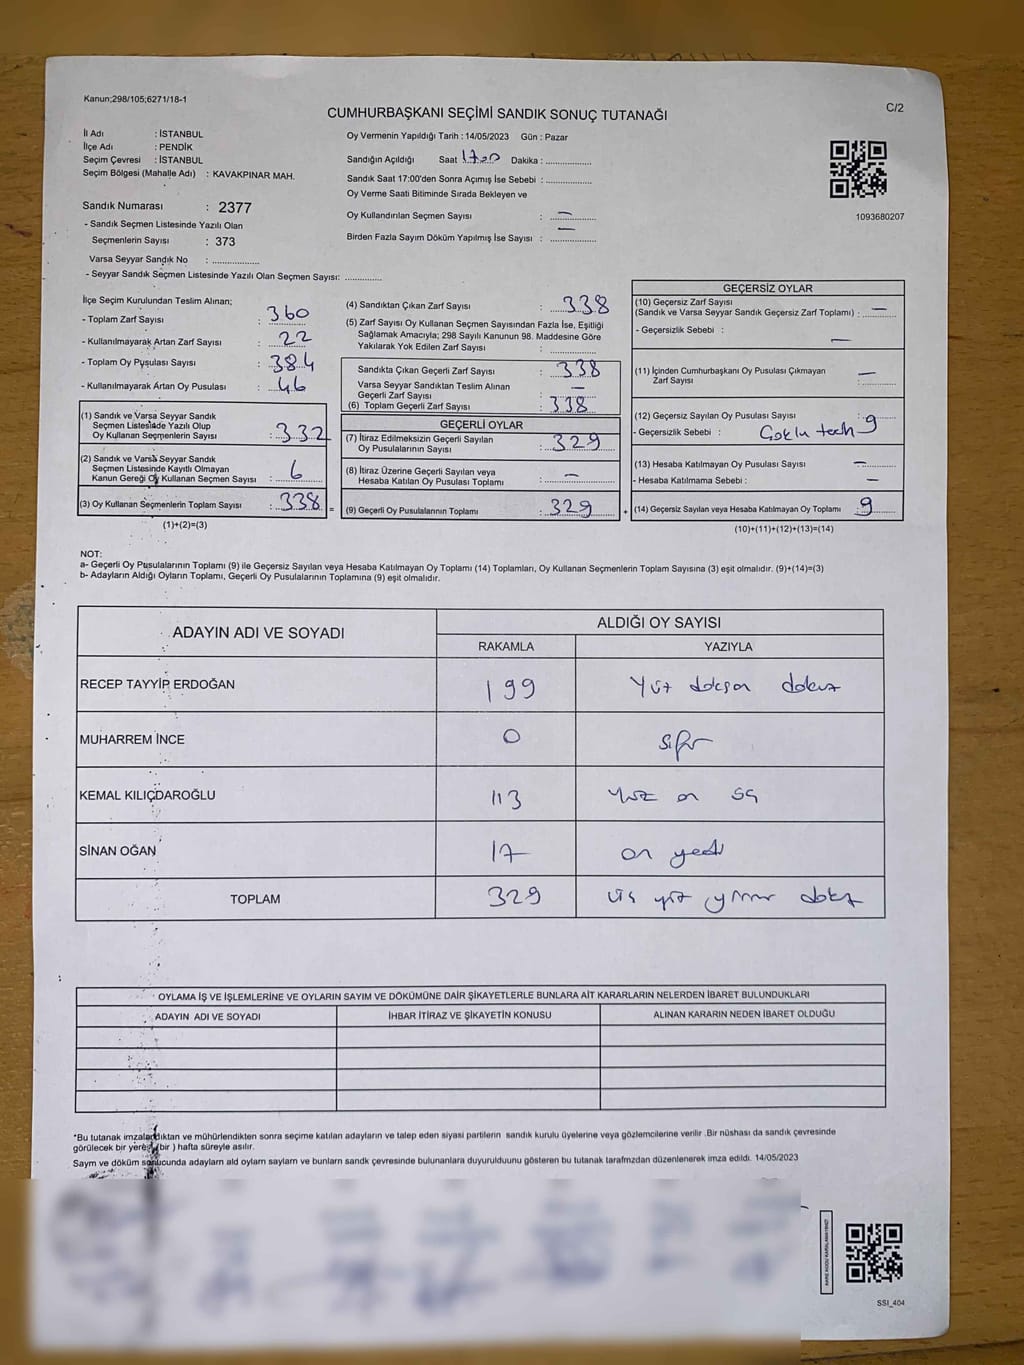 Kanun;298/105;6271/18-1
C/2
CUMHURBAŞKANI SEÇİMİ SANDIK SONUÇ TUTANAĞI
İl Adı : İSTANBUL
İlçe Adı : PENDİK
Seçim Çevresi : İSTANBUL
Seçim Bölgesi (Mahalle Adı) : KAVAKPINAR MAH.
Sandık Numarası : 2377
- Sandık Seçmen Listesinde Yazılı Olan
Seçmenlerin Sayısı : 373
Varsa Seyyar Sandık No : ..................
- Seyyar Sandık Seçmen Listesinde Yazılı Olan Seçmen Sayısı: ..............
Oy Vermenin Yapıldığı Tarih : 14/05/2023 Gün : Pazar
Sandığın Açıldığı Saat 1700 Dakika : ..................
Sandık Saat 17:00'den Sonra Açımış İse Sebebi : ..................
Oy Verme Saati Bitiminde Sırada Bekleyen ve
Oy Kullandırılan Seçmen Sayısı : —
Birden Fazla Sayım Döküm Yapılmış İse Sayısı : —
1093680207
İlçe Seçim Kurulundan Teslim Alınan;
- Toplam Zarf Sayısı : 360
- Kullanılmayarak Artan Zarf Sayısı : 22
- Toplam Oy Pusulası Sayısı : 384
- Kullanılmayarak Artan Oy Pusulası : 46
(1) Sandık ve Varsa Seyyar Sandık
Seçmen Listesinde Yazılı Olup
Oy Kullanan Seçmenlerin Sayısı : 332
(2) Sandık ve Varsa Seyyar Sandık
Seçmen Listesinde Kayıtlı Olmayan
Kanun Gereği Oy Kullanan Seçmen Sayısı : 6
(3) Oy Kullanan Seçmenlerin Toplam Sayısı : 338 =
(1)+(2)=(3)
(4) Sandıktan Çıkan Zarf Sayısı : 338
(5) Zarf Sayısı Oy Kullanan Seçmen Sayısından Fazla İse, Eşitliği
Sağlamak Amacıyla; 298 Sayılı Kanunun 98. Maddesine Göre
Yakılarak Yok Edilen Zarf Sayısı : ..................
Sandıkta Çıkan Geçerli Zarf Sayısı : 338
Varsa Seyyar Sandıktan Teslim Alınan
Geçerli Zarf Sayısı : —
(6) Toplam Geçerli Zarf Sayısı : 338
GEÇERLİ OYLAR
(7) İtiraz Edilmeksizin Geçerli Sayılan
Oy Pusulasının Sayısı : 329
(8) İtiraz Üzerine Geçerli Sayılan veya
Hesaba Katılan Oy Pusulası Toplamı : —
(9) Geçerli Oy Pusulalarının Toplamı : 329 +
GEÇERSİZ OYLAR
(10) Geçersiz Zarf Sayısı
(Sandık ve Varsa Seyyar Sandık Geçersiz Zarf Toplamı) : —
- Geçersizlik Sebebi : —
(11) İçinden Cumhurbaşkanı Oy Pusulası Çıkmayan
Zarf Sayısı : —
(12) Geçersiz Sayılan Oy Pusulası Sayısı : 9
- Geçersizlik Sebebi : Çoklu tech
(13) Hesaba Katılmayan Oy Pusulası Sayısı : —
- Hesaba Katılmama Sebebi : —
(14) Geçersiz Sayılan veya Hesaba Katılmayan Oy Toplamı : 9
(10)+(11)+(12)+(13)=(14)
NOT:
a- Geçerli Oy Pusulalarının Toplamı (9) ile Geçersiz Sayılan veya Hesaba Katılmayan Oy Toplamı (14) Toplamları, Oy Kullanan Seçmenlerin Toplam Sayısına (3) eşit olmalıdır. (9)+(14)=(3)
b- Adayların Aldığı Oyların Toplamı, Geçerli Oy Pusulalarının Toplamına (9) eşit olmalıdır.
ADAYIN ADI VE SOYADI ALDIĞI OY SAYISI
RAKAMLA YAZIYLA
RECEP TAYYİP ERDOĞAN 199 Yüz doksan dokuz
MUHARREM İNCE 0 sıfır
KEMAL KILIÇDAROĞLU 113 Yüz on üç
SİNAN OĞAN 17 on yedi
TOPLAM 329 üç yüz yirmi dokuz
OYLAMA İŞ VE İŞLEMLERİNE VE OYLARIN SAYIM VE DÖKÜMÜNE DAİR ŞİKAYETLERLE BUNLARA AİT KARARLARIN NELERDEN İBARET BULUNDUKLARI
ADAYIN ADI VE SOYADI İHBAR İTİRAZ VE ŞİKAYETİN KONUSU ALINAN KARARIN NEDEN İBARET OLDUĞU
*Bu tutanak imzalandıktan ve mühürlendikten sonra seçime katılan adayların ve talep eden siyasi partilerin sandık kurulu üyelerine veya gözlemcilerine verilir .Bir nüshası da sandık çevresinde
görülecek bir yere (bir ) hafta süreyle asılır.
Saym ve döküm sonucunda adaylarn ald oylarn saylarn ve bunlarn sandk çevresinde bulunanlara duyurulduunu gösteren bu tutanak tarafmzdan düzenlenerek imza edildi. 14/05/2023
SSİ_404